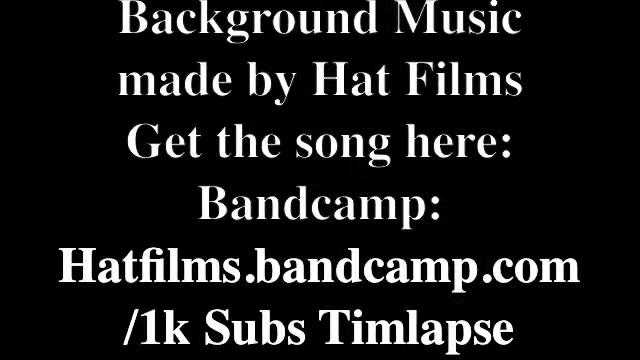 Background Music
made by Hat Films
Get the song here:
Bandcamp:
Hatfilms.bandcamp.com
/1k Subs Timlapse